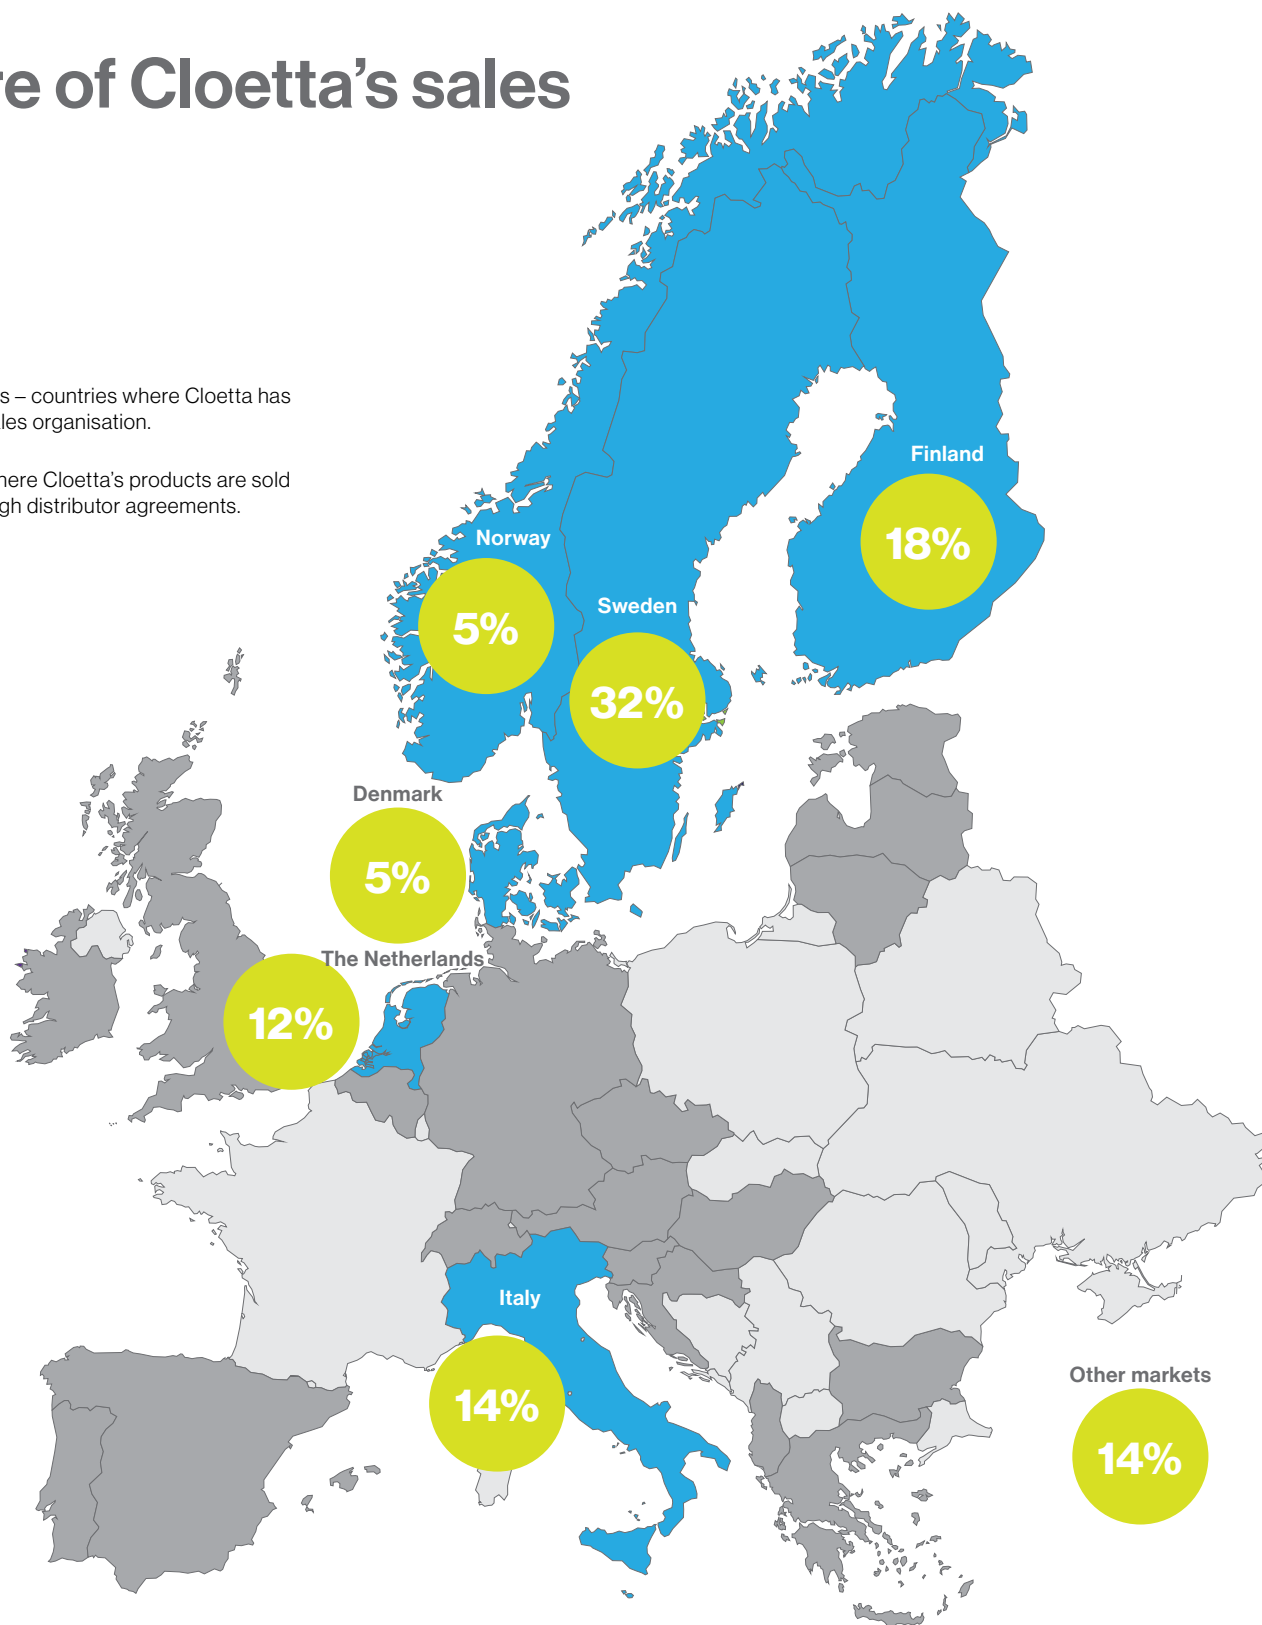 re of Cloetta's sales
s – countries where Cloetta has
les organisation.
here Cloetta's products are sold
gh distributor agreements.
Finland
18%
Norway
5%
Sweden
32%
Denmark
5%
The Netherlands
12%
Italy
14%
Other markets
14%